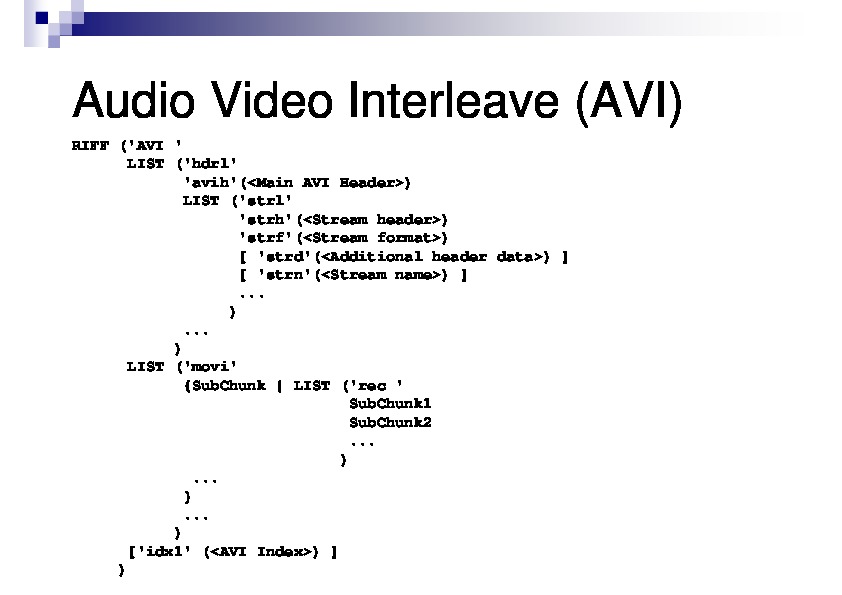 Audio Video Interleave (AVI)
RIFF ('AVI '
LIST ('hdrl'
'avih'(<Main AVI Header>)
LIST ('strl'
'strh'(<Stream header>)
'strf'(<Stream format>)
[ 'strd'(<Additional header data>) ]
[ 'strn'(<Stream name>) ]
...
)
...
)
LIST ('movi'
{SubChunk | LIST ('rec '
SubChunk1
SubChunk2
...
)
...
}
...
)
['idx1' (<AVI Index>) ]
)